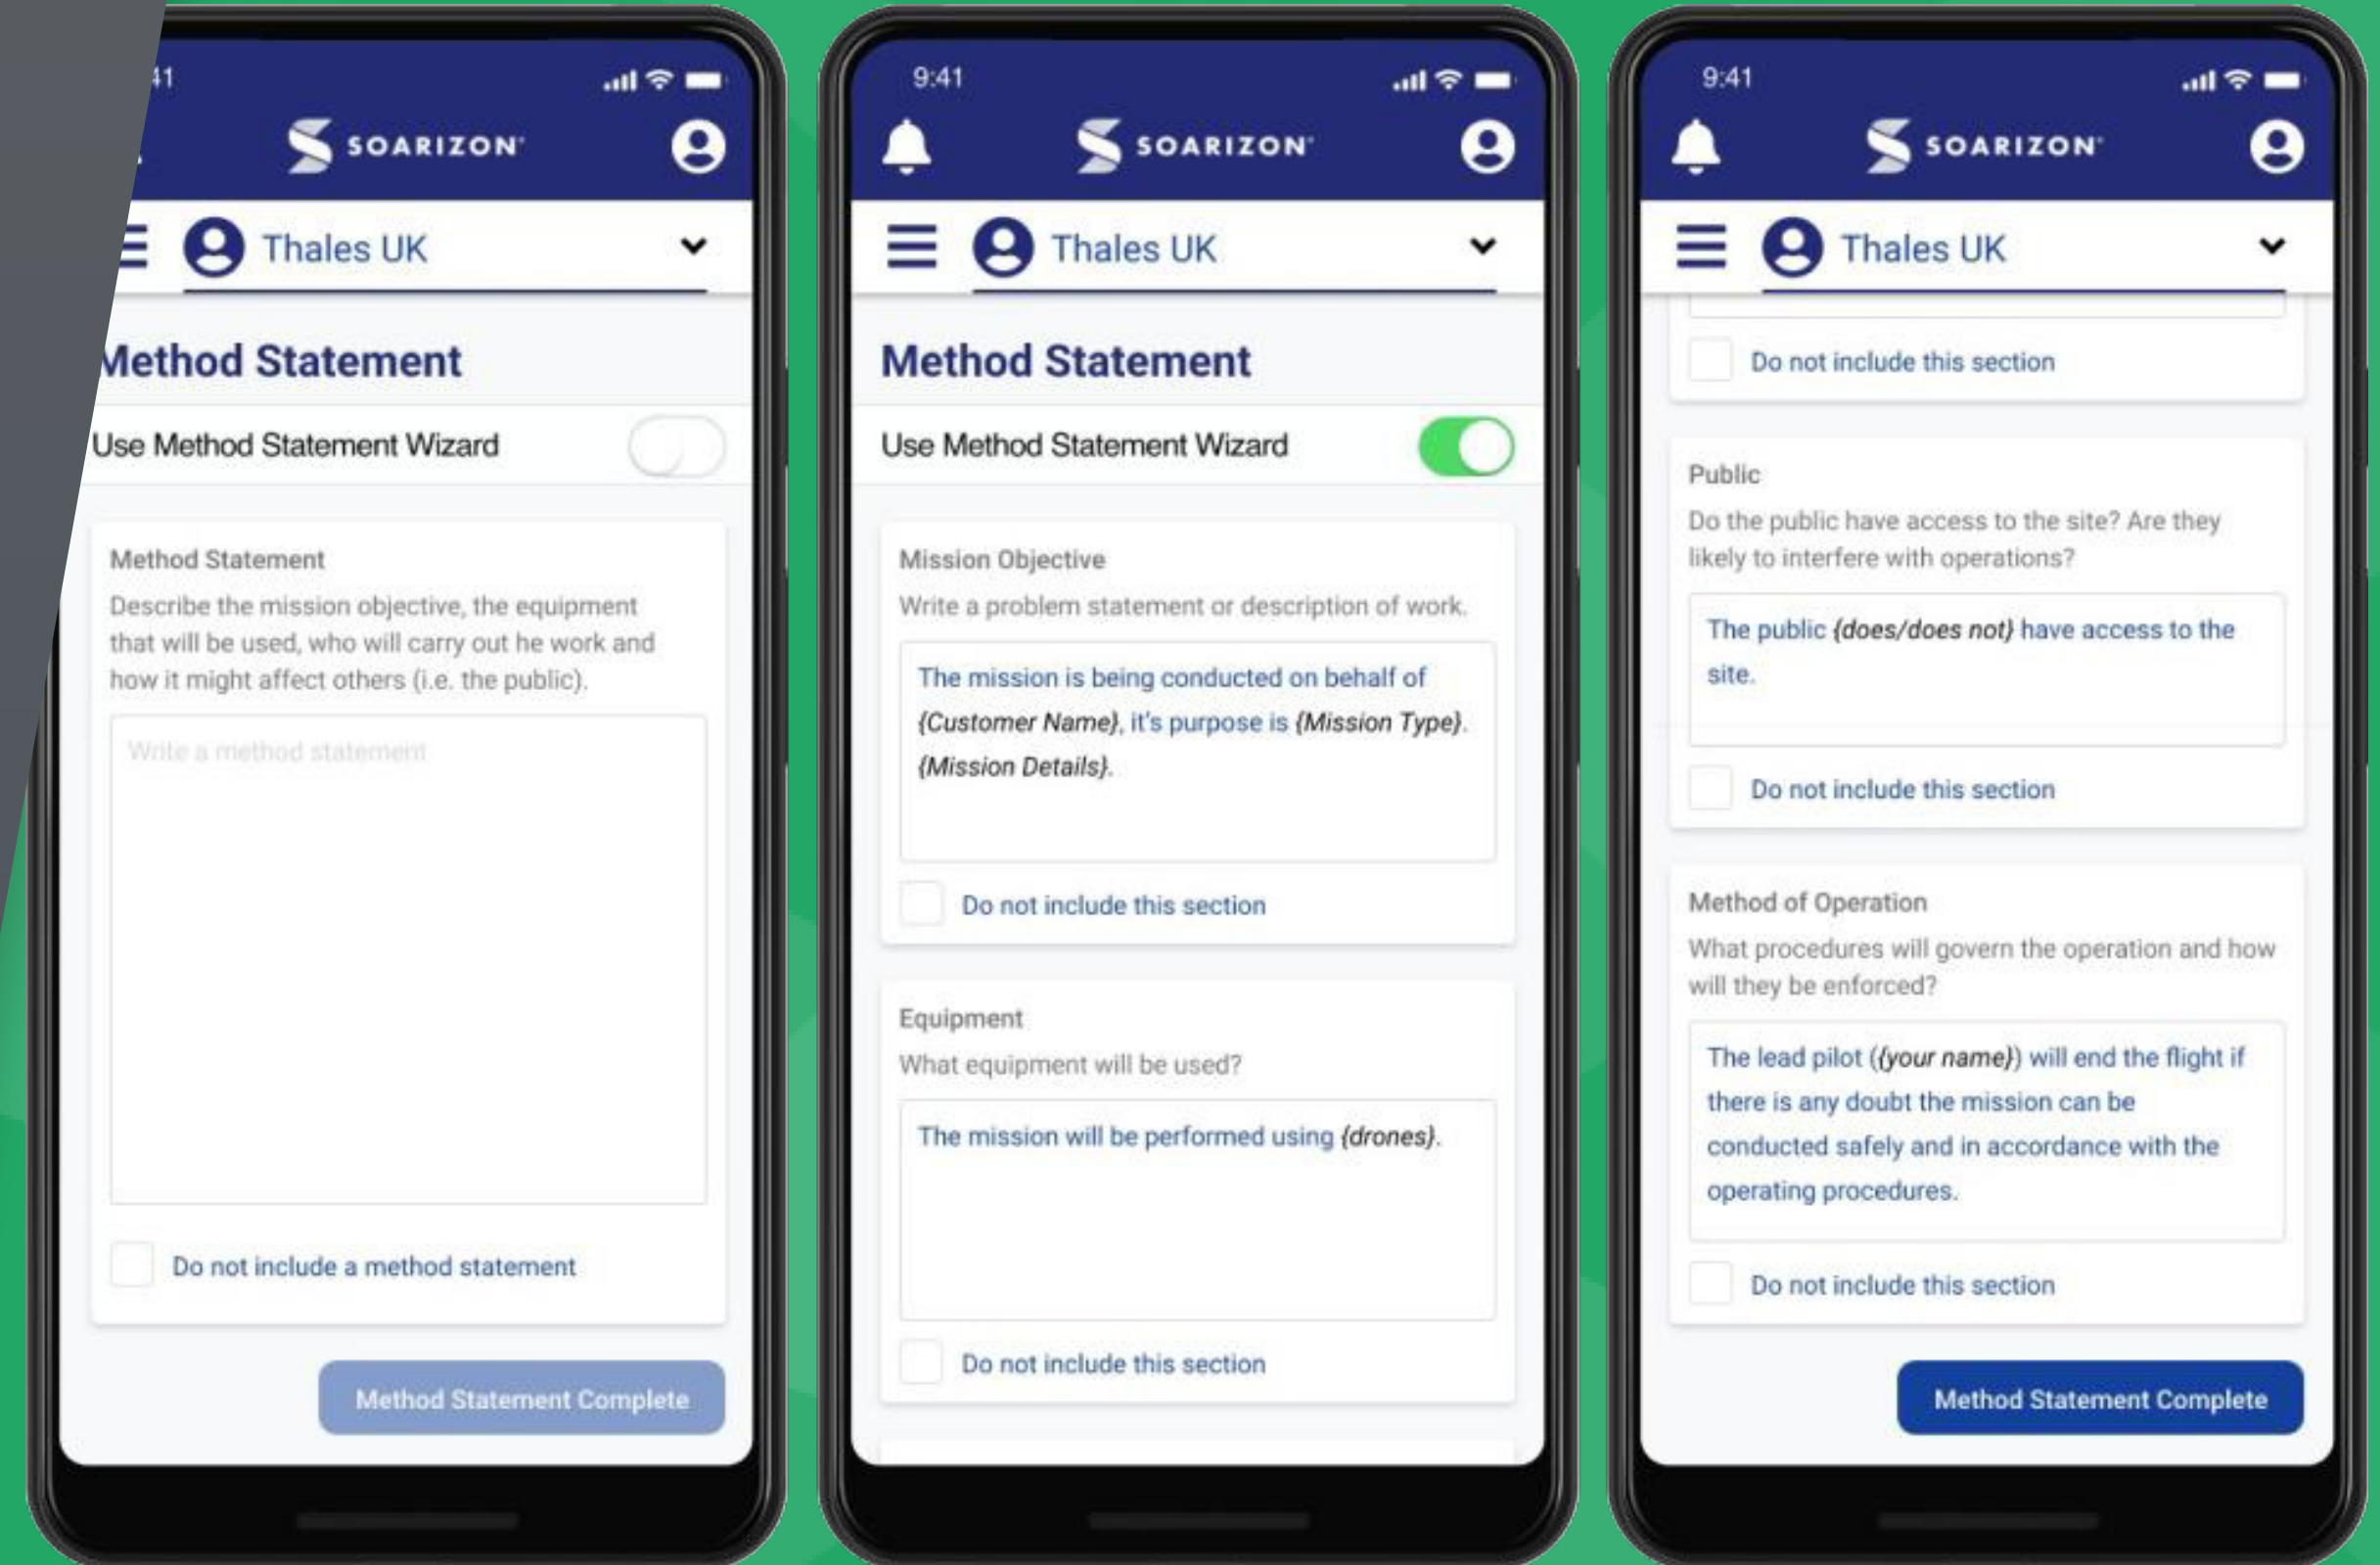 41
SOARIZON
Thales UK
Method Statement
Use Method Statement Wizard
Method Statement
Describe the mission objective, the equipment
that will be used, who will carry out he work and
how it might affect others (i.e. the public).
Write a method statement
Do not include a method statement
Method Statement Complete
9:41
SOARIZON
Thales UK
Method Statement
Use Method Statement Wizard
Mission Objective
Write a problem statement or description of work.
The mission is being conducted on behalf of
{Customer Name}, it's purpose is {Mission Type}.
{Mission Details}.
Do not include this section
Equipment
What equipment will be used?
The mission will be performed using {drones}.
Do not include this section
9:41
SOARIZON
Thales UK
Do not include this section
Public
Do the public have access to the site? Are they
likely to interfere with operations?
The public {does/does not} have access to the
site.
Do not include this section
Method of Operation
What procedures will govern the operation and how
will they be enforced?
The lead pilot ({your name}) will end the flight if
there is any doubt the mission can be
conducted safely and in accordance with the
operating procedures.
Do not include this section
Method Statement Complete